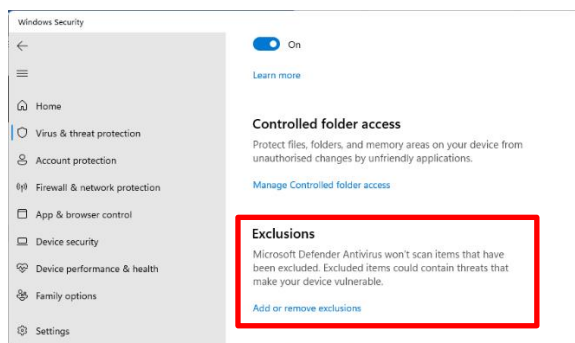 Windows Security
Home
Virus & threat protection
Account protection
Firewall & network protection
App & browser control
Device security
Device performance & health
Family options
Settings
On
Learn more
Controlled folder access
Protect files, folders, and memory areas on your device from
unauthorised changes by unfriendly applications.
Manage Controlled folder access
Exclusions
Microsoft Defender Antivirus won't scan items that have
been excluded. Excluded items could contain threats that
make your device vulnerable.
Add or remove exclusions